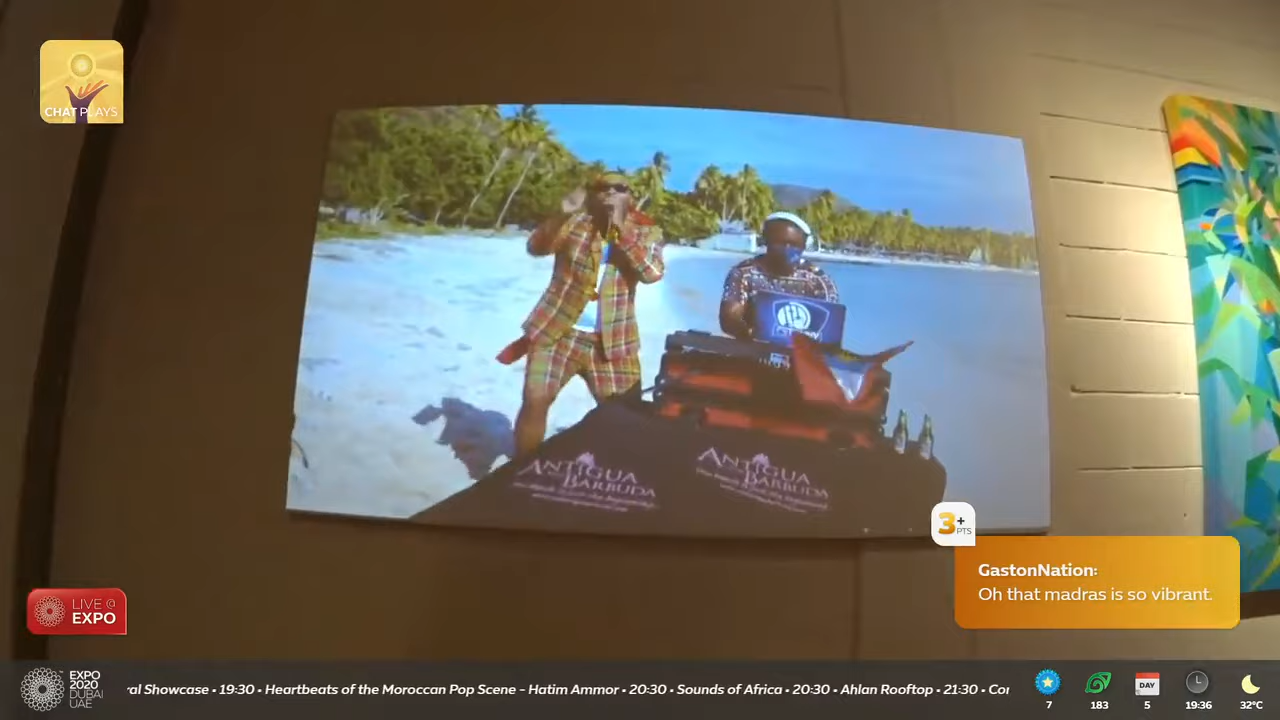 CHAT PLAYS
ANTIGUA
BARBUDA
ANTIGUA
BARBUDA
3+
PTS
GastonNation:
Oh that madras is so vibrant.
LIVE @
EXPO
EXPO
2020
DUBAI
UAE
ral Showcase • 19:30 • Heartbeats of the Moroccan Pop Scene - Hatim Ammor • 20:30 • Sounds of Africa • 20:30 • Ahlan Rooftop • 21:30 • Co
DAY
7
183
5
19:36
32°C